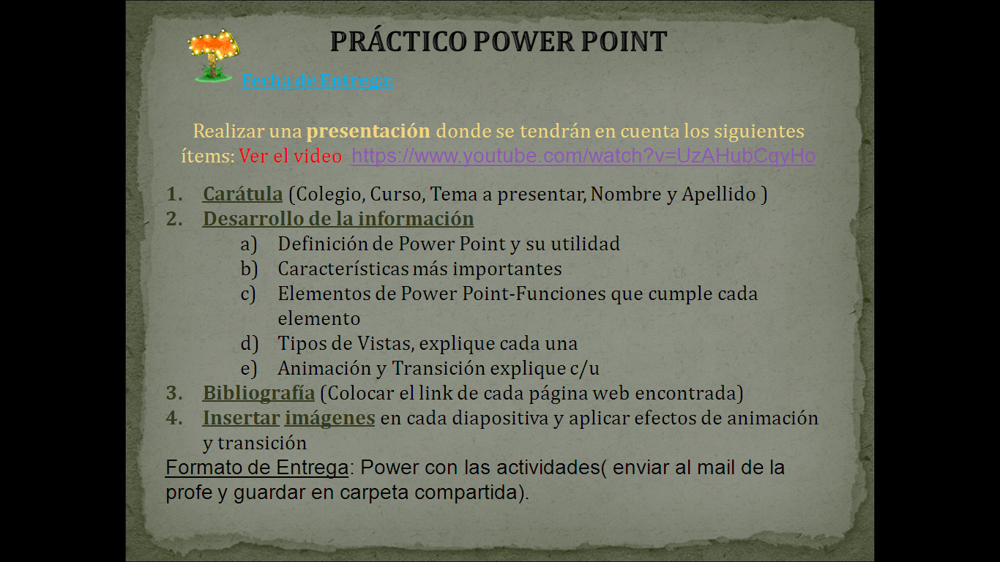 PRÁCTICO POWER POINT
Fecha de Entrega:
Realizar una presentación donde se tendrán en cuenta los siguientes
ítems: Ver el video https://www.youtube.com/watch?v=UzAHubCqyHo
1. Carátula (Colegio, Curso, Tema a presentar, Nombre y Apellido )
2. Desarrollo de la información
a) Definición de Power Point y su utilidad
b) Características más importantes
c) Elementos de Power Point-Funciones que cumple cada
elemento
d) Tipos de Vistas, explique cada una
e) Animación y Transición explique c/u
3. Bibliografía (Colocar el link de cada página web encontrada)
4. Insertar imágenes en cada diapositiva y aplicar efectos de animación
y transición
Formato de Entrega: Power con las actividades( enviar al mail de la
profe y guardar en carpeta compartida).